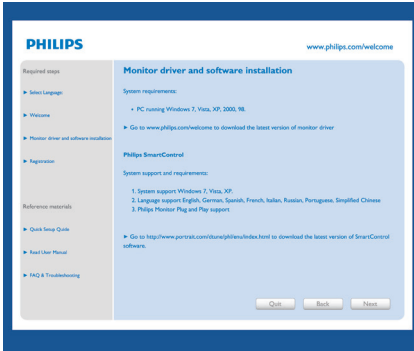 PHILIPS
www.philips.com/welcome
Required steps
Select Language
Welcome
Monitor driver and software installation
Registration
Reference materials
Quick Setup Quide
Read User Manual
FAQ & Troubleshooting
Monitor driver and software installation
System requirements:
• PC running Windows 7, Vista, XP, 2000, 98.
Go to www.philips.com/welcome to download the latest version of monitor driver
Philips SmartControl
System support and requirements:
1. System support Windows 7, Vista, XP.
2. Language support English, German, Spanish, French, Italian, Russian, Portuguese, Simplified Chinese
3. Philips Monitor Plug and Play support
Go to http://www.portrait.com/dtune/phl/enu/index.html to download the latest version of SmartControl
software.
Quit
Back
Next